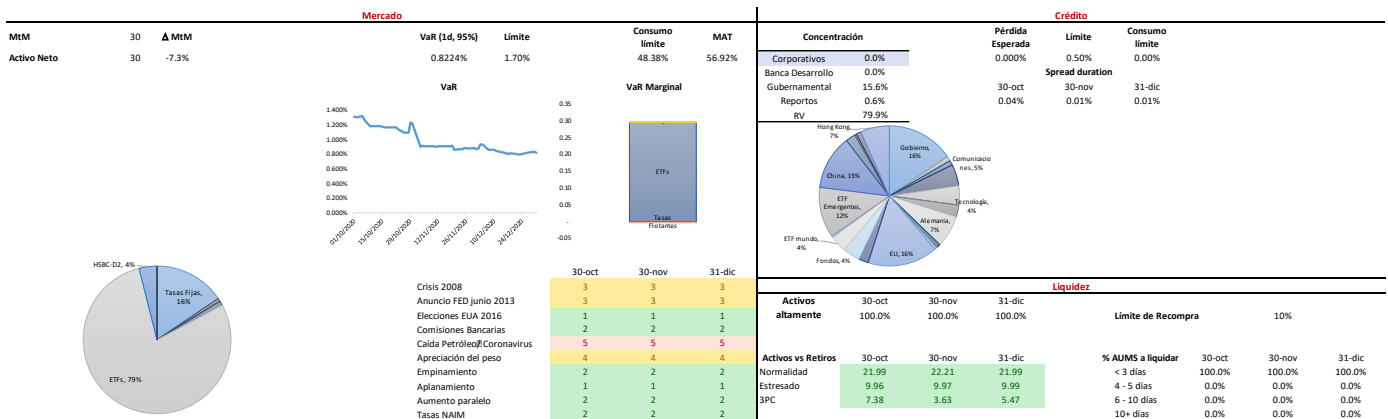 Mercado
MtM 30 Δ MtM
Activo Neto 30 -7.3%
VaR (1d, 95%) Límite Consumo límite MAT
0.8224% 1.70% 48.38% 56.92%
VaR
1.400%
1.200%
1.000%
0.800%
0.600%
0.400%
0.200%
0.000%
01/10/2020
15/10/2020
29/10/2020
12/11/2020
26/11/2020
10/12/2020
24/12/2020
VaR Marginal
0.35
0.30
0.25
0.20
0.15
0.10
0.05
-
-0.05
ETFs
Tasas
Flotantes
HSBC-D2, 4%
Tasas Fijas,
16%
ETFs, 79%
30-oct 30-nov 31-dic
Crisis 2008 3 3 3
Anuncio FED junio 2013 3 3 3
Elecciones EUA 2016 1 1 1
Comisiones Bancarias 2 2 2
Caída Petróleo/ Coronavirus 5 5 5
Apreciación del peso 4 4 4
Empinamiento 2 2 2
Aplanamiento 1 1 1
Aumento paralelo 2 2 2
Tasas NAIM 2 2 2
Crédito
Concentración
Corporativos 0.0%
Banca Desarrollo 0.0%
Gubernamental 15.6%
Reportos 0.6%
RV 79.9%
Pérdida Esperada Límite Consumo límite
0.000% 0.50% 0.00%
Spread duration
30-oct 30-nov 31-dic
0.04% 0.01% 0.01%
Hong Kong,
7%
Gobierno,
16%
Comunicacio
nes, 5%
Tecnología,
4%
Alemania,
7%
EU, 16%
Fondos, 4%
ETF mundo,
4%
ETF
Emergentes,
12%
China, 13%
Liquidez
Activos altamente 30-oct 30-nov 31-dic
100.0% 100.0% 100.0%
Límite de Recompra 10%
Activos vs Retiros 30-oct 30-nov 31-dic
Normalidad 21.99 22.21 21.99
Estresado 9.96 9.97 9.99
3PC 7.38 3.63 5.47
% AUMS a liquidar 30-oct 30-nov 31-dic
< 3 días 100.0% 100.0% 100.0%
4 - 5 días 0.0% 0.0% 0.0%
6 - 10 días 0.0% 0.0% 0.0%
10+ días 0.0% 0.0% 0.0%